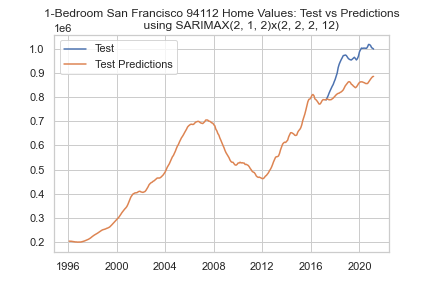 1-Bedroom San Francisco 94112 Home Values: Test vs Predictions
using SARIMAX(2, 1, 2)x(2, 2, 2, 12)
1e6
Test
Test Predictions
1.0
0.9
0.8
0.7
0.6
0.5
0.4
0.3
0.2
1996 2000 2004 2008 2012 2016 2020